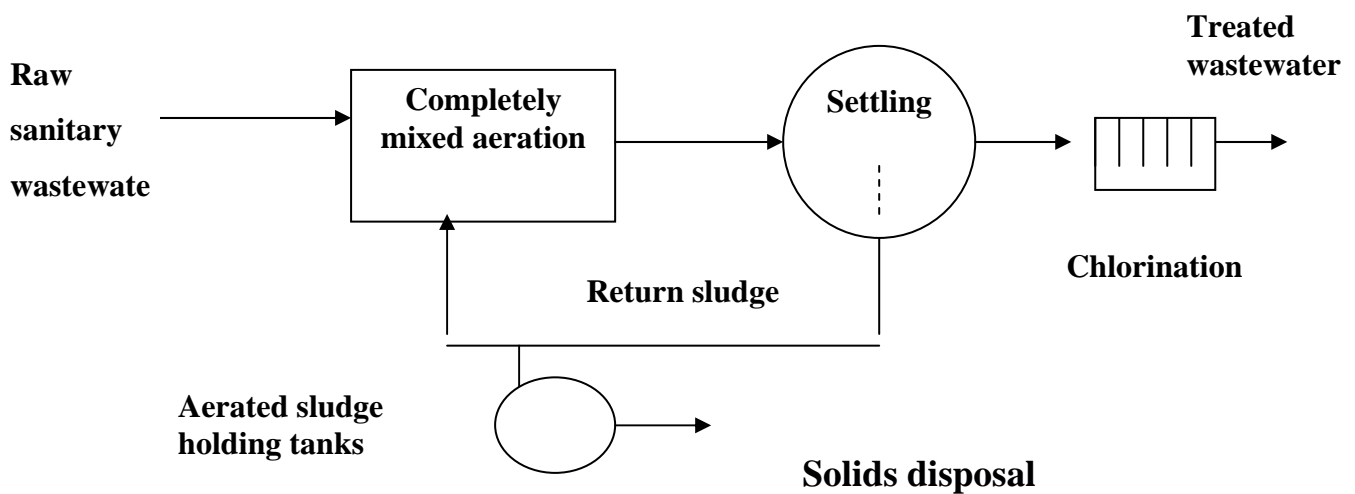 Raw
sanitary
wastewate
Completely
mixed aeration
Settling
Treated
wastewater
Chlorination
Return sludge
Aerated sludge
holding tanks
Solids disposal